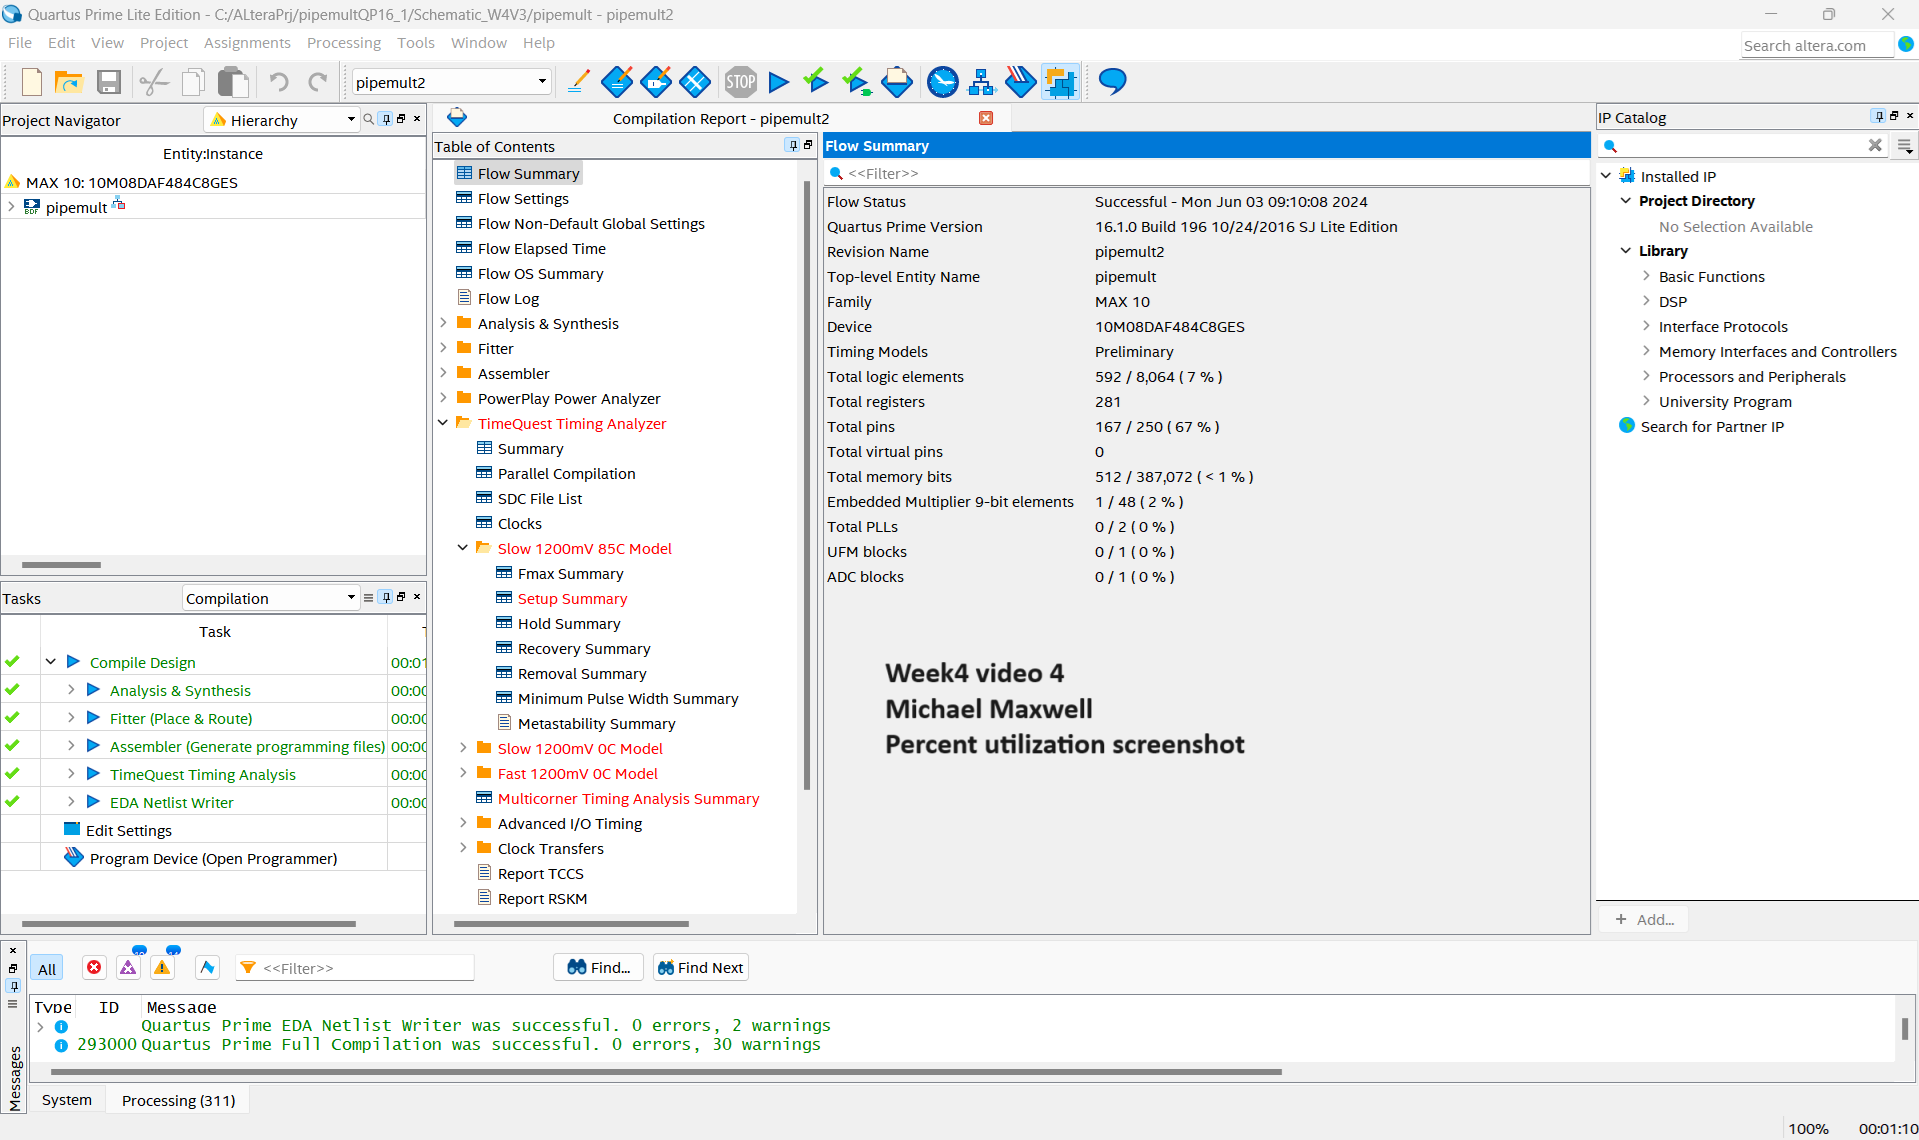 Quartus Prime Lite Edition - C:/ALteraPrj/pipemultQP16_1/Schematic_W4V3/pipemult - pipemult2
File Edit View Project Assignments Processing Tools Window Help
Search altera.com
pipemult2
STOP
Project Navigator
Hierarchy
Entity:Instance
MAX 10: 10M08DAF484C8GES
BDF pipemult
Tasks
Compilation
Task
Compile Design 00:01
Analysis & Synthesis 00:00
Fitter (Place & Route) 00:00
Assembler (Generate programming files) 00:00
TimeQuest Timing Analysis 00:00
EDA Netlist Writer 00:00
Edit Settings
Program Device (Open Programmer)
Compilation Report - pipemult2
Table of Contents
Flow Summary
Flow Settings
Flow Non-Default Global Settings
Flow Elapsed Time
Flow OS Summary
Flow Log
Analysis & Synthesis
Fitter
Assembler
PowerPlay Power Analyzer
TimeQuest Timing Analyzer
Summary
Parallel Compilation
SDC File List
Clocks
Slow 1200mV 85C Model
Fmax Summary
Setup Summary
Hold Summary
Recovery Summary
Removal Summary
Minimum Pulse Width Summary
Metastability Summary
Slow 1200mV 0C Model
Fast 1200mV 0C Model
Multicorner Timing Analysis Summary
Advanced I/O Timing
Clock Transfers
Report TCCS
Report RSKM
Flow Summary
<<Filter>>
Flow Status Successful - Mon Jun 03 09:10:08 2024
Quartus Prime Version 16.1.0 Build 196 10/24/2016 SJ Lite Edition
Revision Name pipemult2
Top-level Entity Name pipemult
Family MAX 10
Device 10M08DAF484C8GES
Timing Models Preliminary
Total logic elements 592 / 8,064 ( 7 % )
Total registers 281
Total pins 167 / 250 ( 67 % )
Total virtual pins 0
Total memory bits 512 / 387,072 ( < 1 % )
Embedded Multiplier 9-bit elements 1 / 48 ( 2 % )
Total PLLs 0 / 2 ( 0 % )
UFM blocks 0 / 1 ( 0 % )
ADC blocks 0 / 1 ( 0 % )
Week4 video 4
Michael Maxwell
Percent utilization screenshot
IP Catalog
Installed IP
Project Directory
No Selection Available
Library
Basic Functions
DSP
Interface Protocols
Memory Interfaces and Controllers
Processors and Peripherals
University Program
Search for Partner IP
+ Add...
All
<<Filter>>
Find...
Find Next
Type ID Message
Quartus Prime EDA Netlist Writer was successful. 0 errors, 2 warnings
293000 Quartus Prime Full Compilation was successful. 0 errors, 30 warnings
Messages
System
Processing (311)
100% 00:01:10